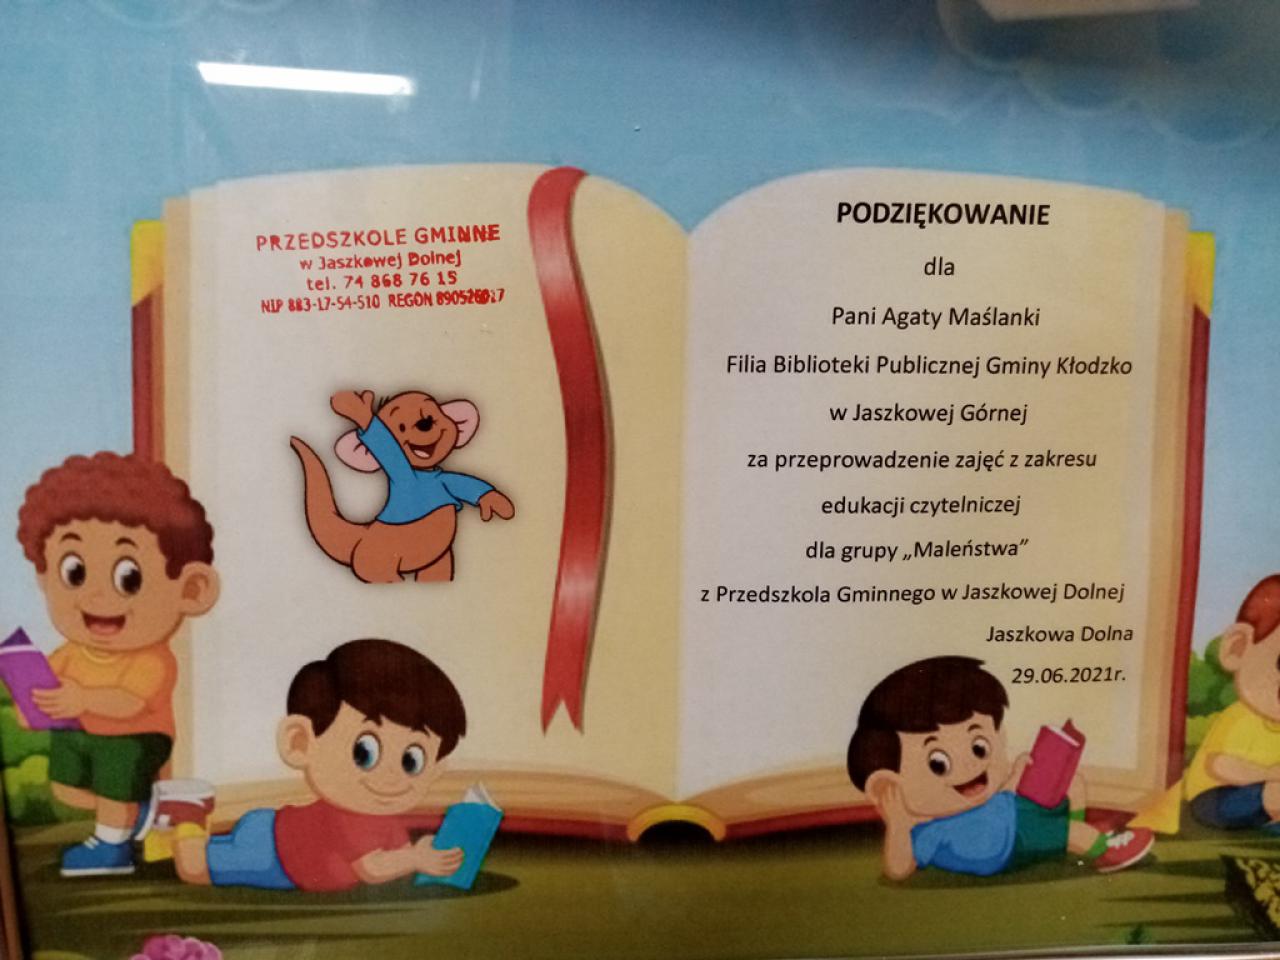 PRZEDSZKOLE GMINNE
w Jaszkowej Dolnej
tel. 74 868 76 15
NIP 883-17-54-510 REGON
PODZIĘKOWANIE
dla
Pani Agaty Maślanki
Filia Biblioteki Publicznej Gminy Kłodzko
w Jaszkowej Górnej
za przeprowadzenie zajęć z zakresu
edukacji czytelniczej
dla grupy „Maleństwa”
z Przedszkola Gminnego w Jaszkowej Dolnej
Jaszkowa Dolna
29.06.2021r.